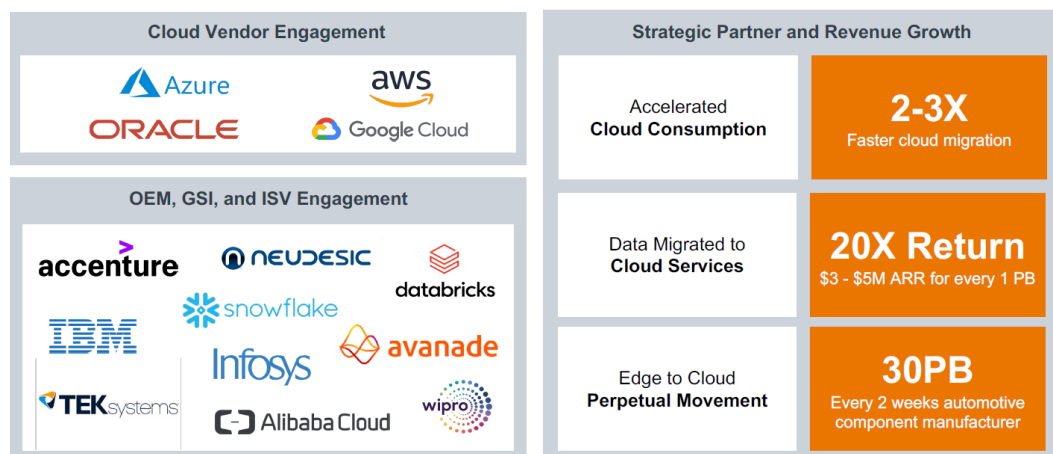 Cloud Vendor Engagement
Azure
aws
ORACLE
Google Cloud
OEM, GSI, and ISV Engagement
accenture
NEUDESIC
databricks
snowflake
IBM
avanade
Infosys
TEKsystems
Alibaba Cloud
wipro
Strategic Partner and Revenue Growth
Accelerated
Cloud Consumption
2-3X
Faster cloud migration
Data Migrated to
Cloud Services
20X Return
$3 - $5M ARR for every 1 PB
Edge to Cloud
Perpetual Movement
30PB
Every 2 weeks automotive
component manufacturer